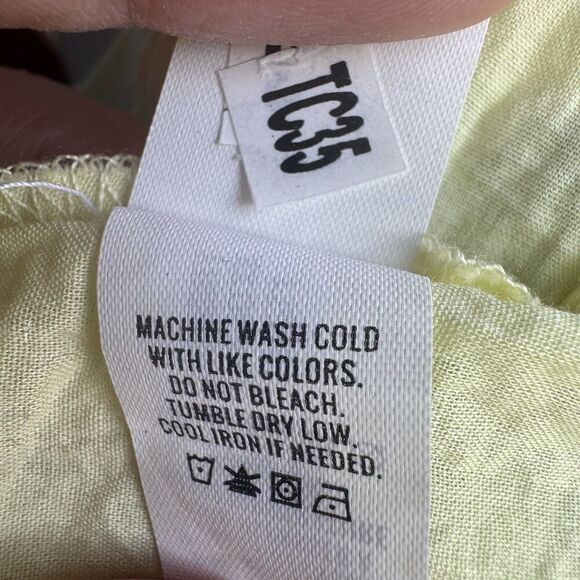 TC35
MACHINE WASH COLD
WITH LIKE COLORS.
DO NOT BLEACH.
TUMBLE DRY LOW.
COOL IRON IF NEEDED.